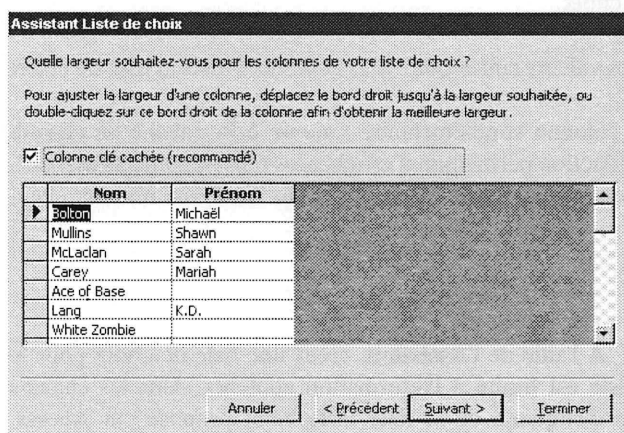 Assistant Liste de choix
Quelle largeur souhaitez-vous pour les colonnes de votre liste de choix ?
Pour ajuster la largeur d'une colonne, déplacez le bord droit jusqu'à la largeur souhaitée, ou
double-cliquez sur ce bord droit de la colonne afin d'obtenir la meilleure largeur.
Colonne clé cachée (recommandé)
Nom Prénom
Bolton Michaël
Mullins Shawn
McLaclan Sarah
Carey Mariah
Ace of Base
Lang K.D.
White Zombie
Annuler < Précédent Suivant > Terminer